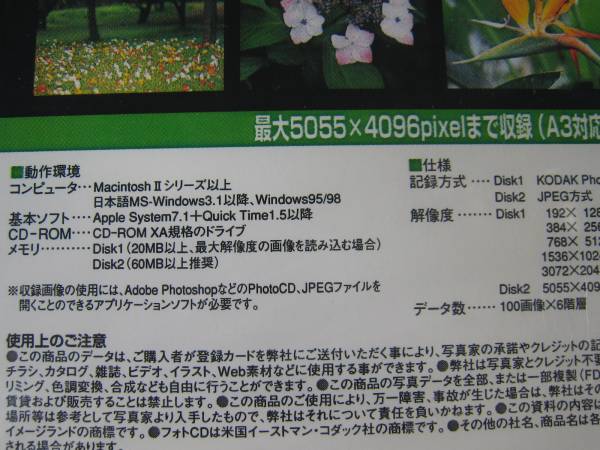 最大5055×4096pixelまで収録(A3対応
■動作環境
コンピュータ…Macintosh IIシリーズ以上
日本語MS-Windows3.1以降、Windows95/98
基本ソフト……Apple System7.1+Quick Time1.5以降
CD-ROM……CD-ROM XA規格のドライブ
メモリ…………Disk1(20MB以上、最大解像度の画像を読み込む場合)
Disk2(60MB以上推奨)
※収録画像の使用には、Adobe PhotoshopなどのPhotoCD、JPEGファイルを
開くことのできるアプリケーションソフトが必要です。
■仕様
記録方式……Disk1 KODAK Pho
Disk2 JPEG方式
解像度………Disk1 192× 128
384× 256
768× 512
1536×102
3072×204
Disk2 5055×409
データ数………100画像×6階層
使用上のご注意
●この商品のデータは、ご購入者が登録カードを弊社にご送付いただく事により、写真家の承諾やクレジットの記
チラシ、カタログ、雑誌、ビデオ、イラスト、Web素材などに使用する事ができます。●弊社は写真家とクレジット不要
リミング、色調変換、合成なども自由に行うことができます。●この商品の写真データを全部、または一部複製(FD
賃貸および販売することは禁止します。●この商品のご使用により、万一障害、事故が生じた場合は、弊社はその
場所等は参考として写真家より入手したもので、弊社はそれについて責任を負いかねます。●この資料の内容は
イメージランドの商標です。●フォトCDは米国イーストマン・コダック社の商標です。●その他の社名、商品名は各
される場合があります。